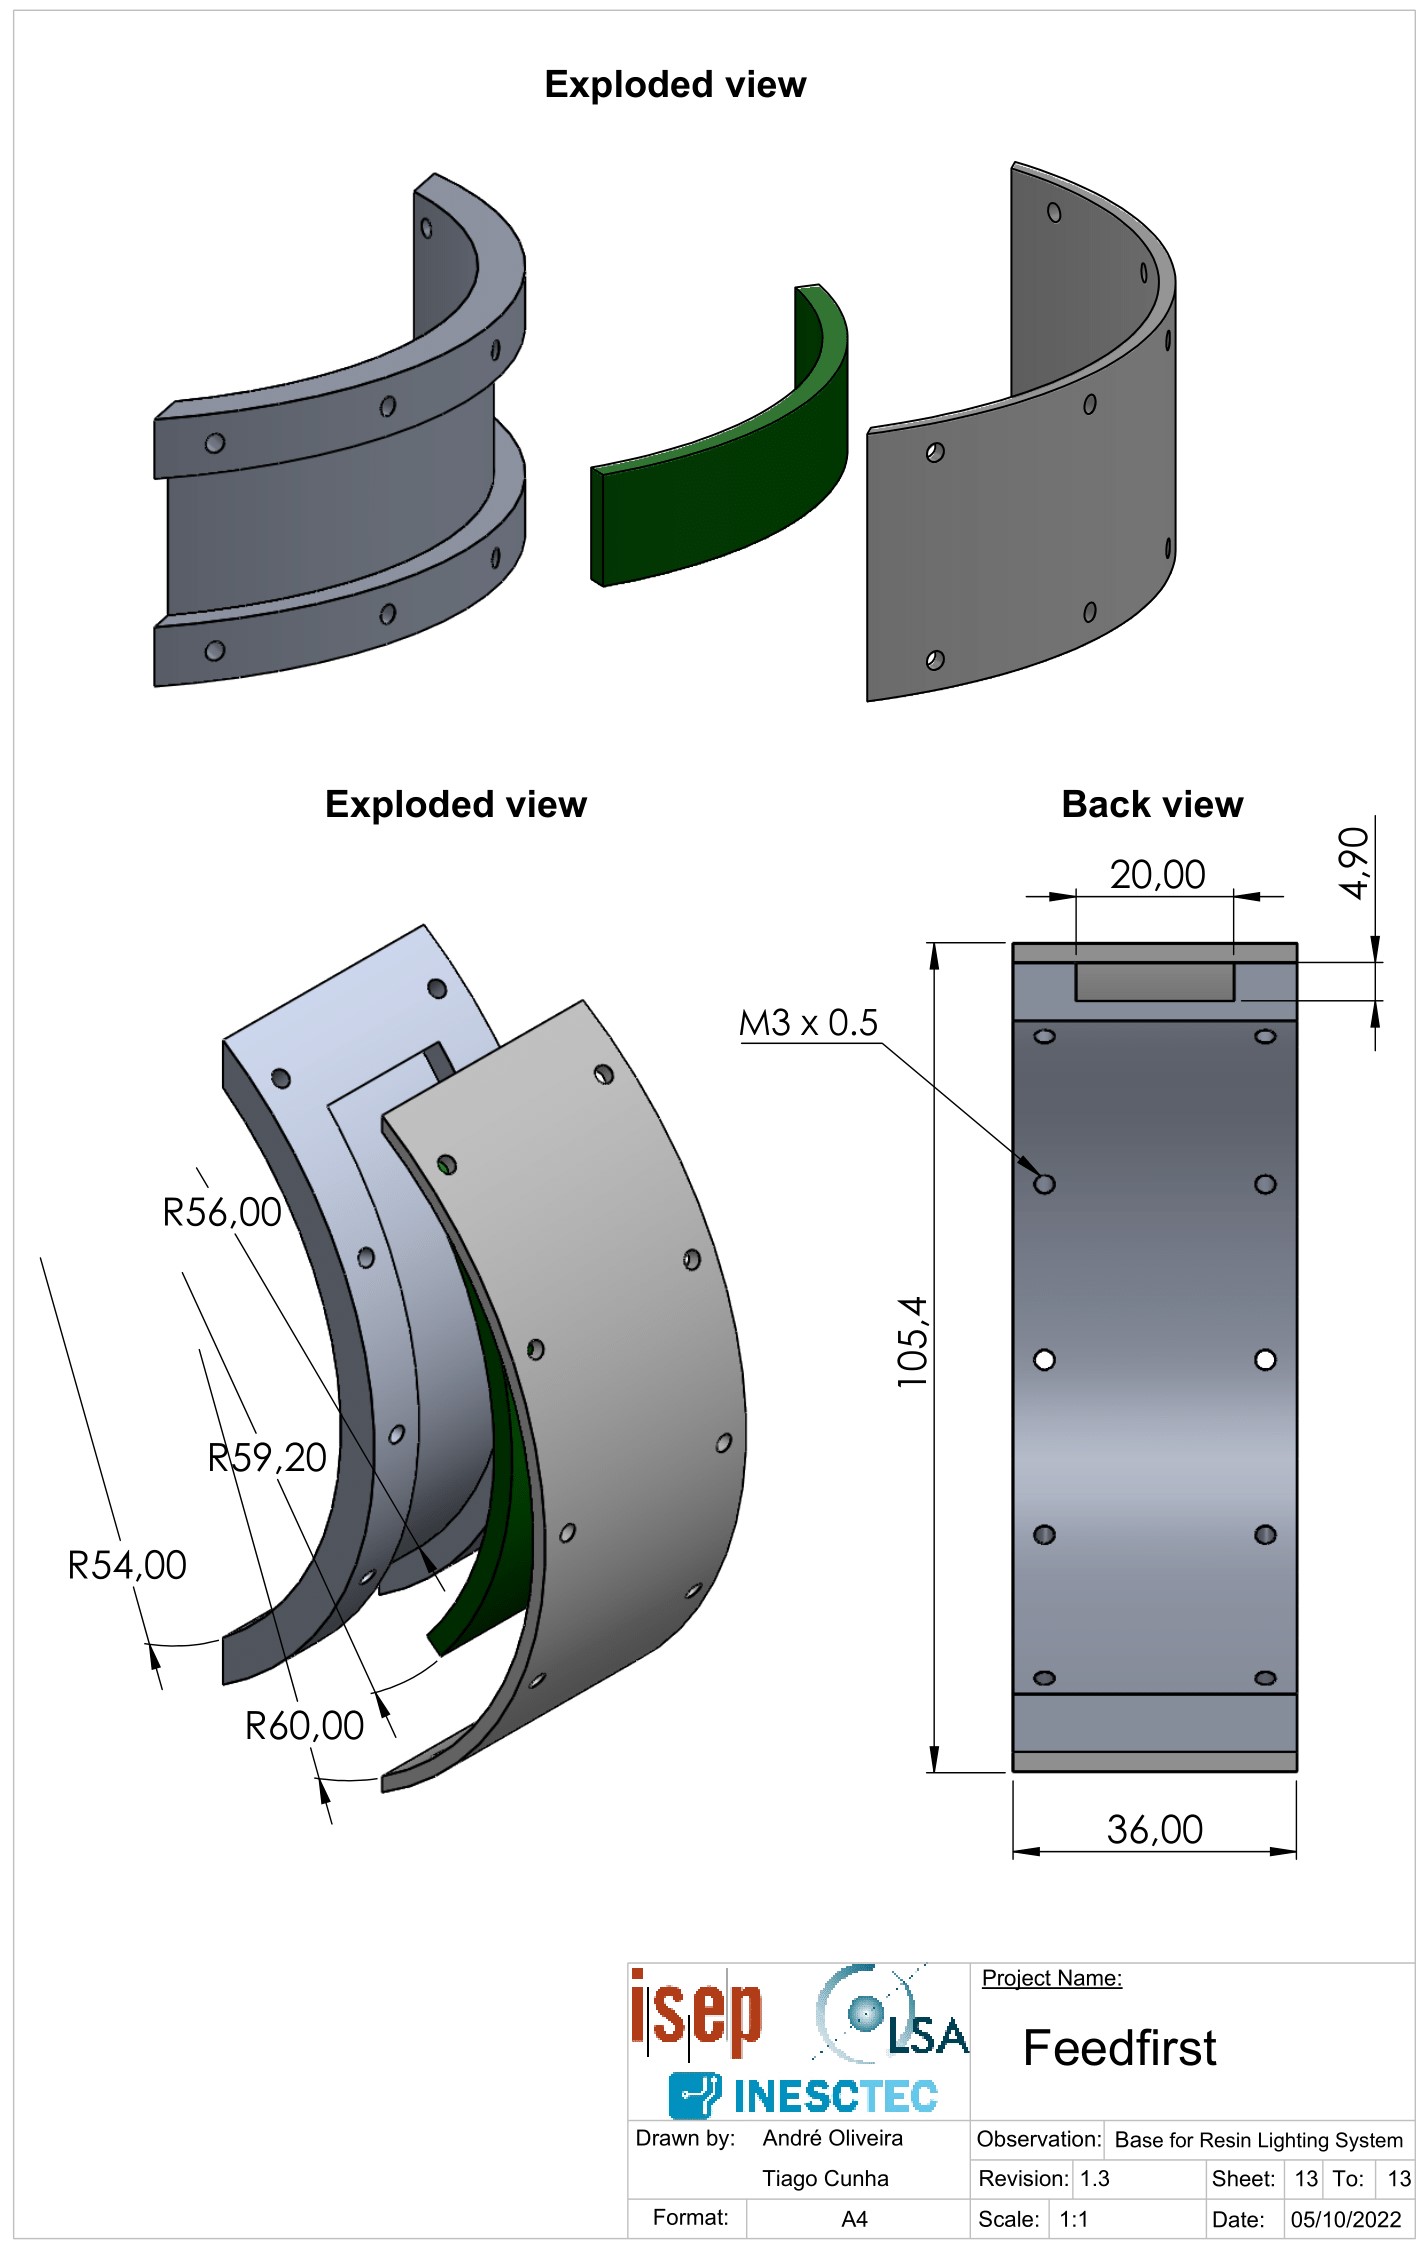 Exploded view
Exploded view
Back view
20,00
4,90
M3 x 0.5
R56,00
105,4
R59,20
R54,00
R60,00
36,00
isep
LSA
INESCTEC
Project Name:
Feedfirst
Drawn by: André Oliveira
Tiago Cunha
Observation: Base for Resin Lighting System
Revision: 1.3 Sheet: 13 To: 13
Format: A4
Scale: 1:1 Date: 05/10/2022